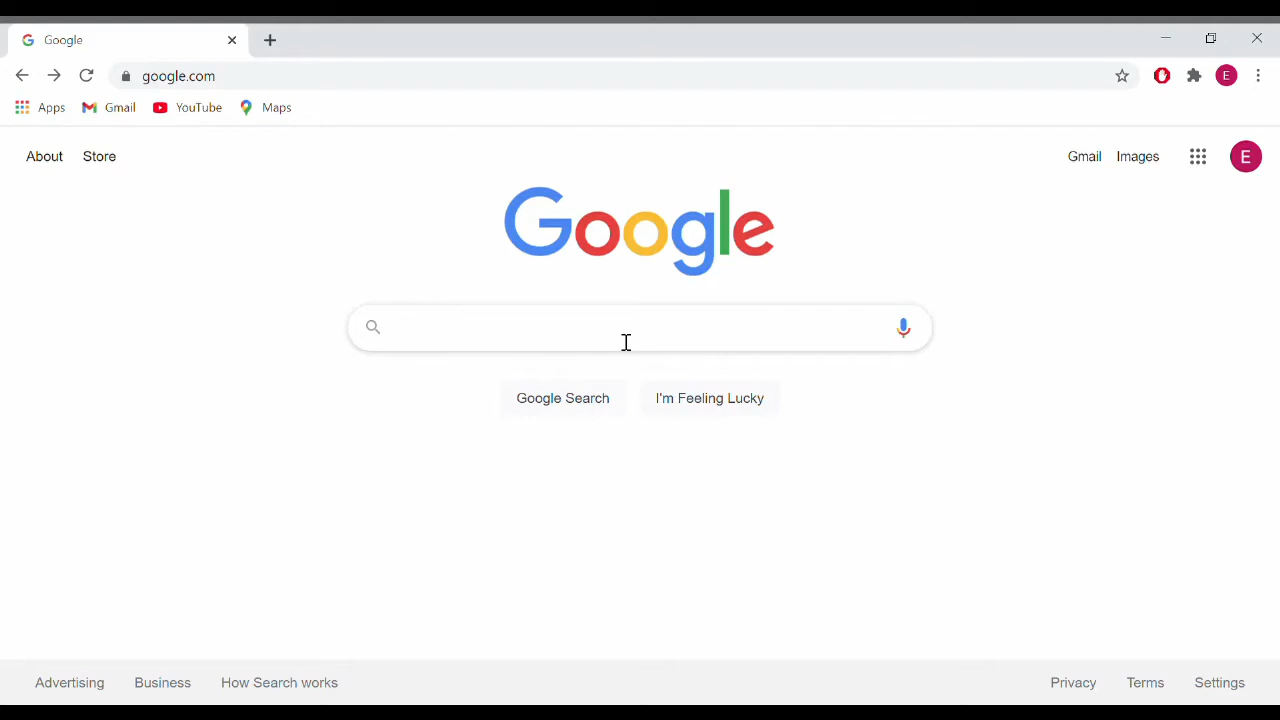 Google
google.com
E
Apps Gmail YouTube Maps
About Store Gmail Images E
Google
Google Search I'm Feeling Lucky
Advertising Business How Search works Privacy Terms Settings